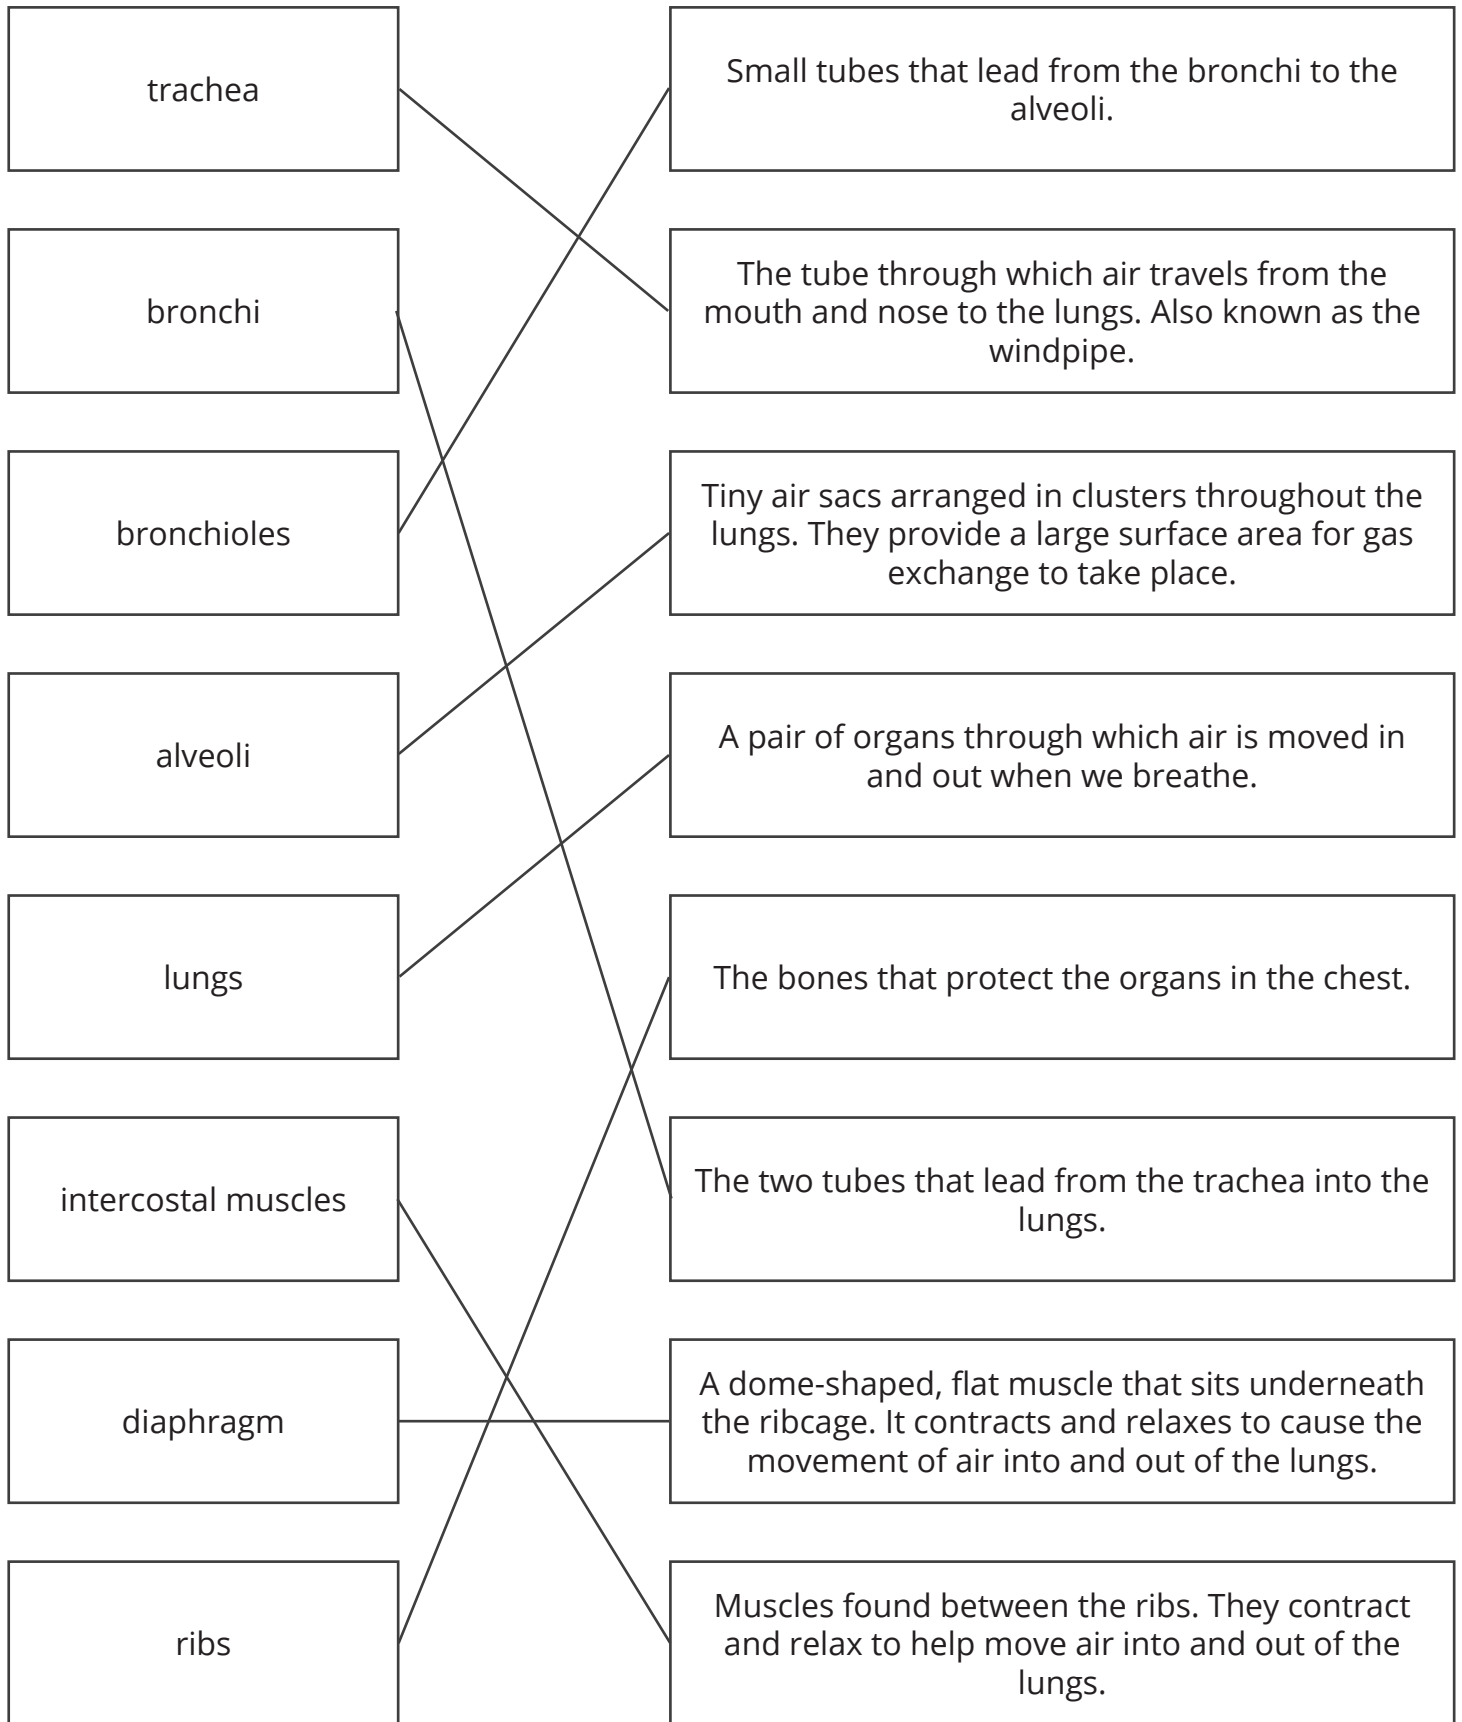 trachea
Small tubes that lead from the bronchi to the
alveoli.
bronchi
The tube through which air travels from the
mouth and nose to the lungs. Also known as the
windpipe.
bronchioles
Tiny air sacs arranged in clusters throughout the
lungs. They provide a large surface area for gas
exchange to take place.
alveoli
A pair of organs through which air is moved in
and out when we breathe.
lungs
The bones that protect the organs in the chest.
intercostal muscles
The two tubes that lead from the trachea into the
lungs.
diaphragm
A dome-shaped, flat muscle that sits underneath
the ribcage. It contracts and relaxes to cause the
movement of air into and out of the lungs.
ribs
Muscles found between the ribs. They contract
and relax to help move air into and out of the
lungs.